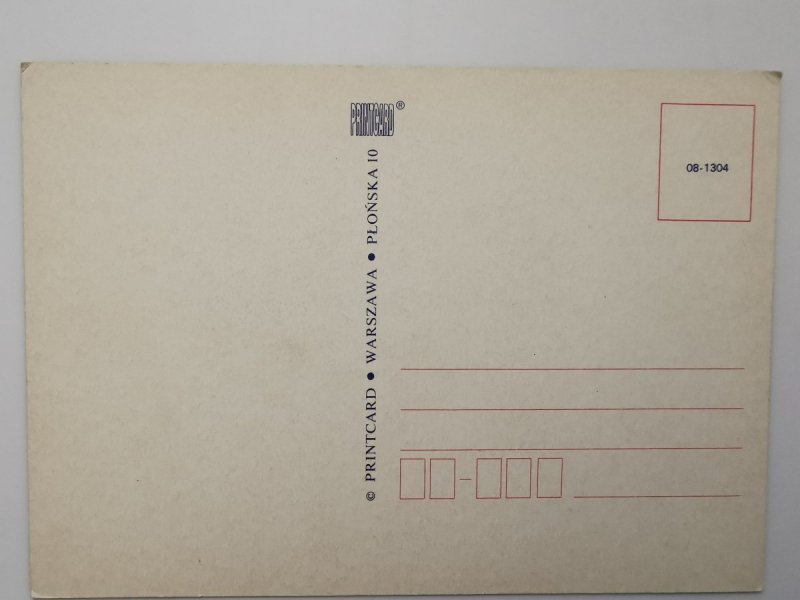 PRINTCARD®
© PRINTCARD • WARSZAWA • PŁOŃSKA 10
08-1304